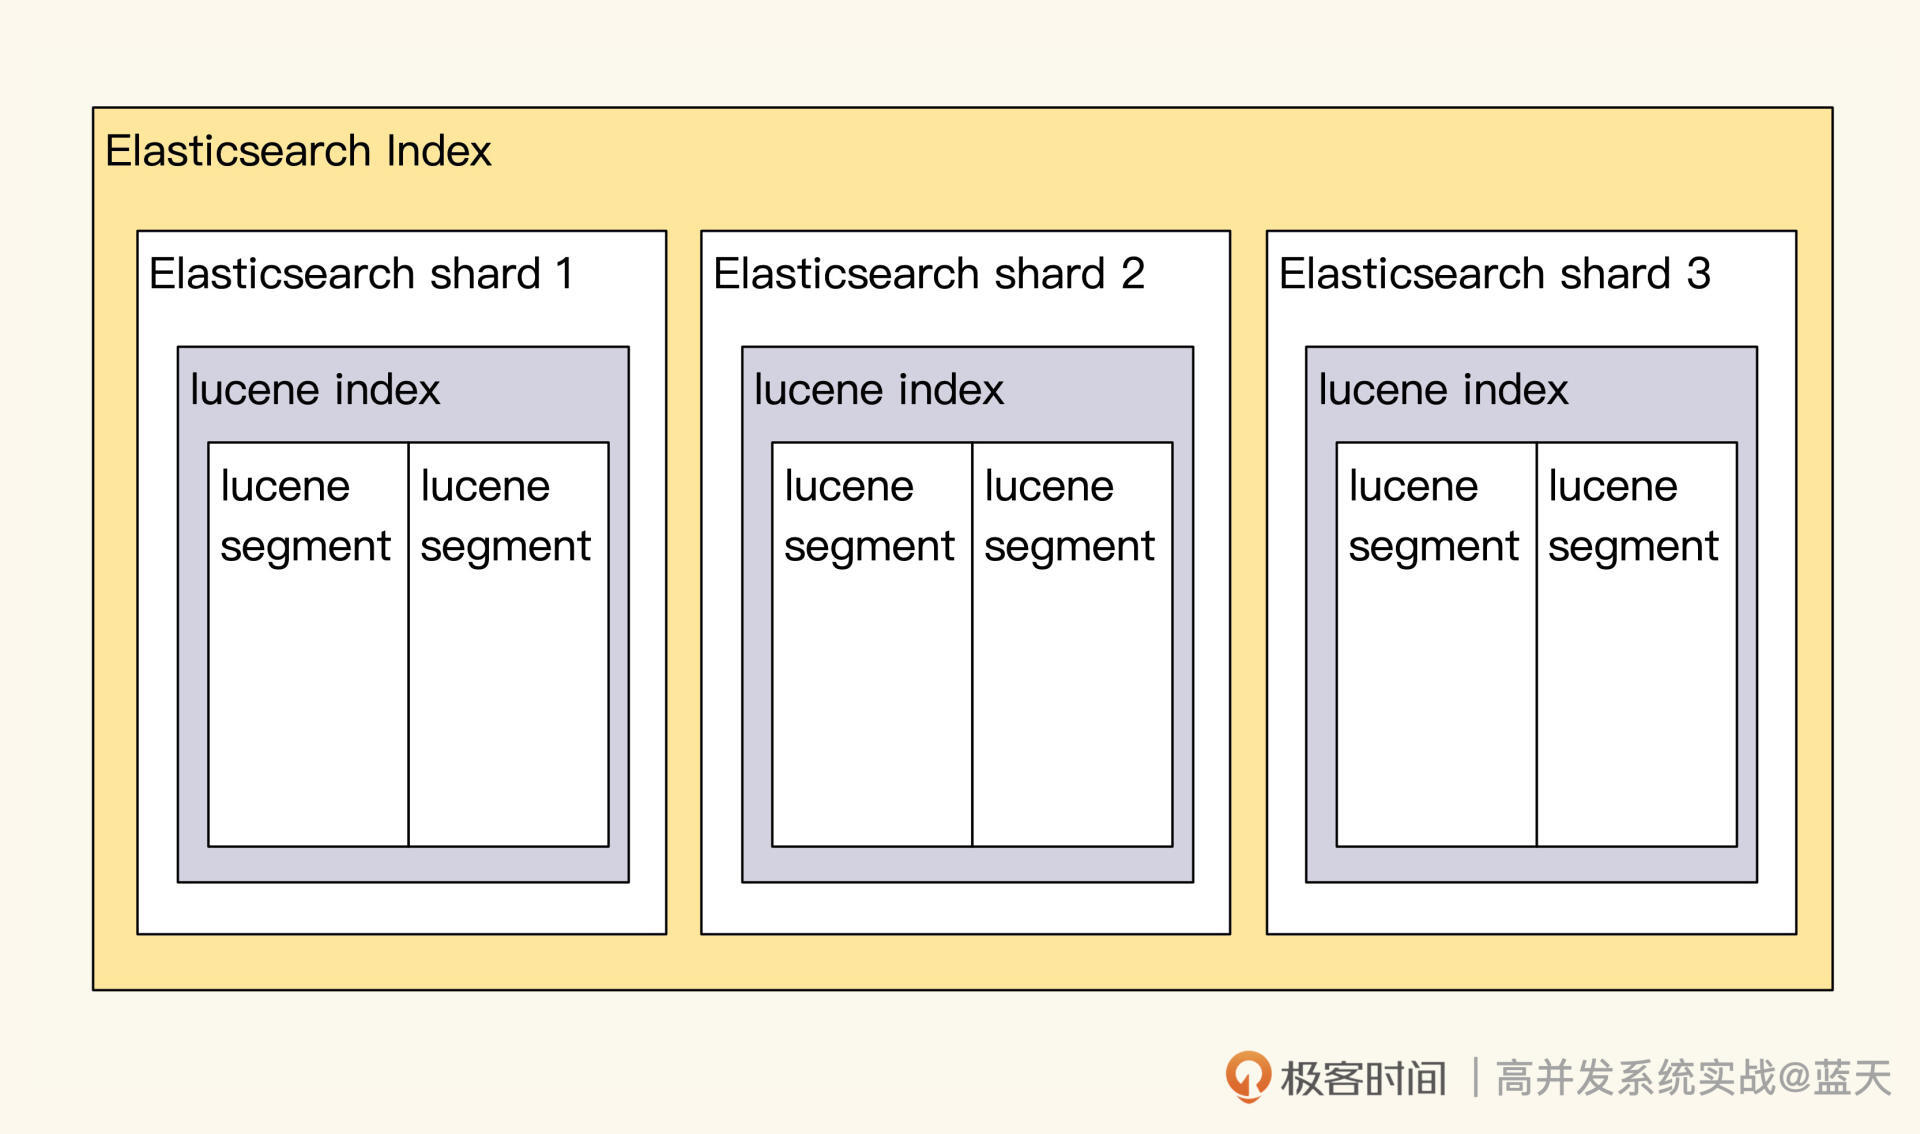 Elasticsearch Index
Elasticsearch shard 1
lucene index
lucene
segment
lucene
segment
Elasticsearch shard 2
lucene index
lucene
segment
lucene
segment
Elasticsearch shard 3
lucene index
lucene
segment
lucene
segment
极客时间 | 高并发系统实战@蓝天